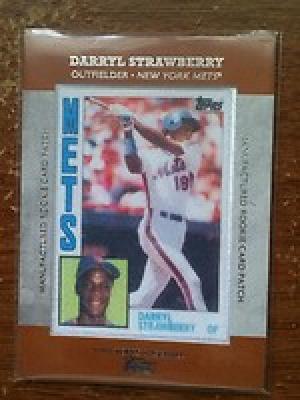 DARRYL STRAWBERRY
OUTFIELDER • NEW YORK METS®
MANUFACTURED ROOKIE CARD PATCH
METS
Topps
Mets
19
DARRYL
STRAWBERRY OF
MANUFACTURED ROOKIE CARD PATCH